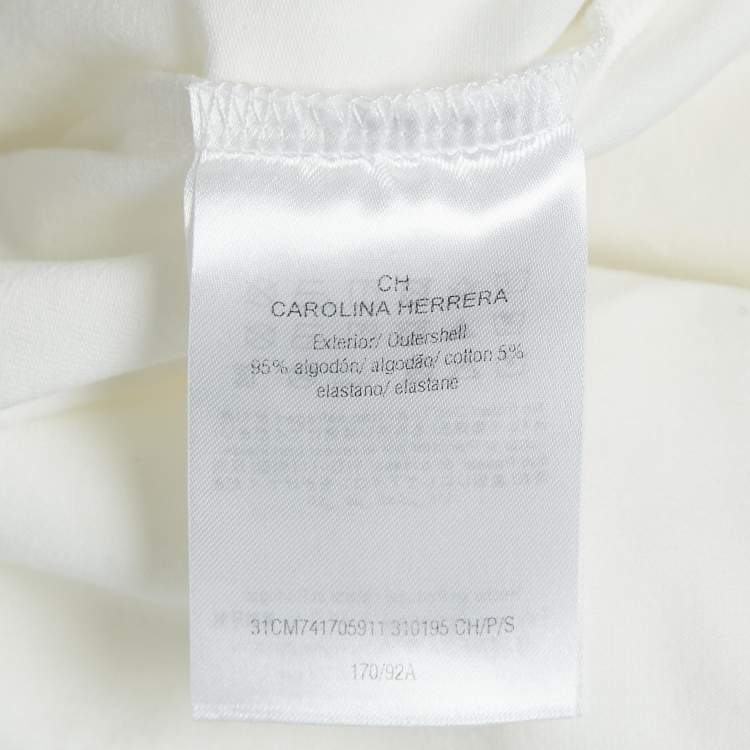 CH
CAROLINA HERRERA
Exterior/ Outershell
95% algodón/ algodão/ cotton 5%
elastano/ elastane
31CM741705911 310195 CH/P/S
170/92A